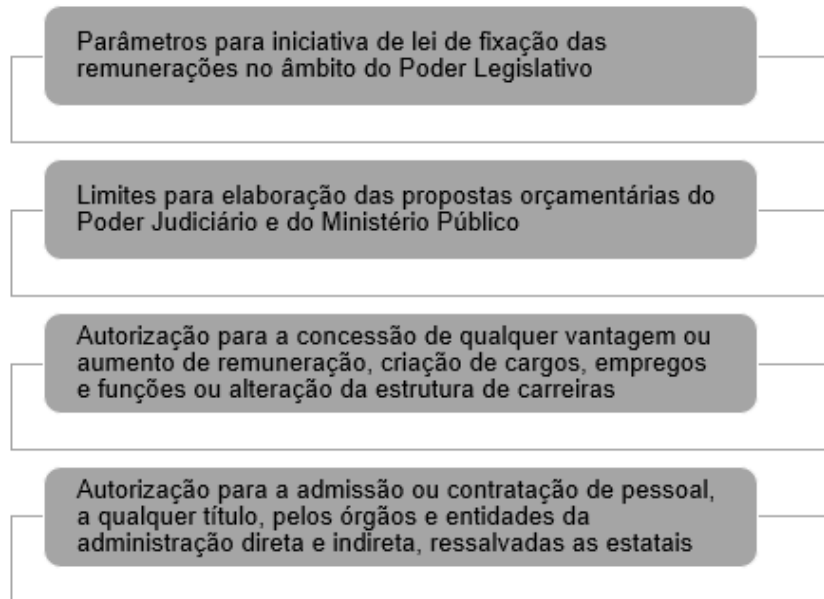 Parâmetros para iniciativa de lei de fixação das
remunerações no âmbito do Poder Legislativo
Limites para elaboração das propostas orçamentárias do
Poder Judiciário e do Ministério Público
Autorização para a concessão de qualquer vantagem ou
aumento de remuneração, criação de cargos, empregos
e funções ou alteração da estrutura de carreiras
Autorização para a admissão ou contratação de pessoal,
a qualquer título, pelos órgãos e entidades da
administração direta e indireta, ressalvadas as estatais